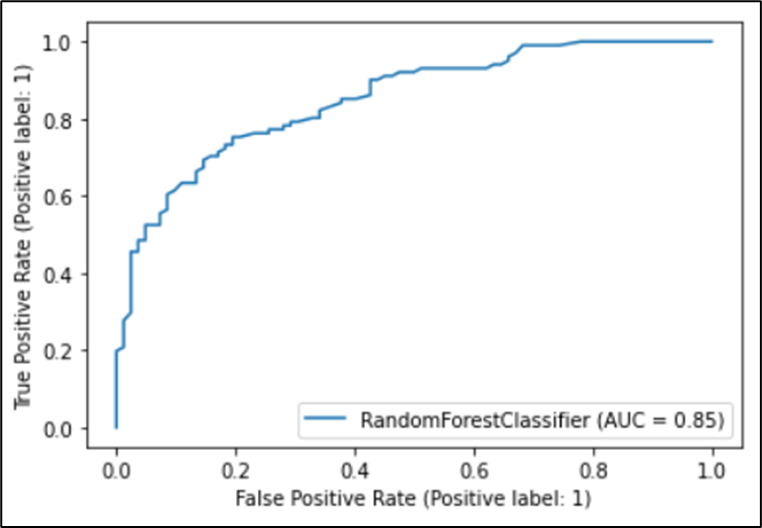 True Positive Rate (Positive label: 1)
1.0
0.8
0.6
0.4
0.2
0.0
RandomForestClassifier (AUC = 0.85)
0.0 0.2 0.4 0.6 0.8 1.0
False Positive Rate (Positive label: 1)